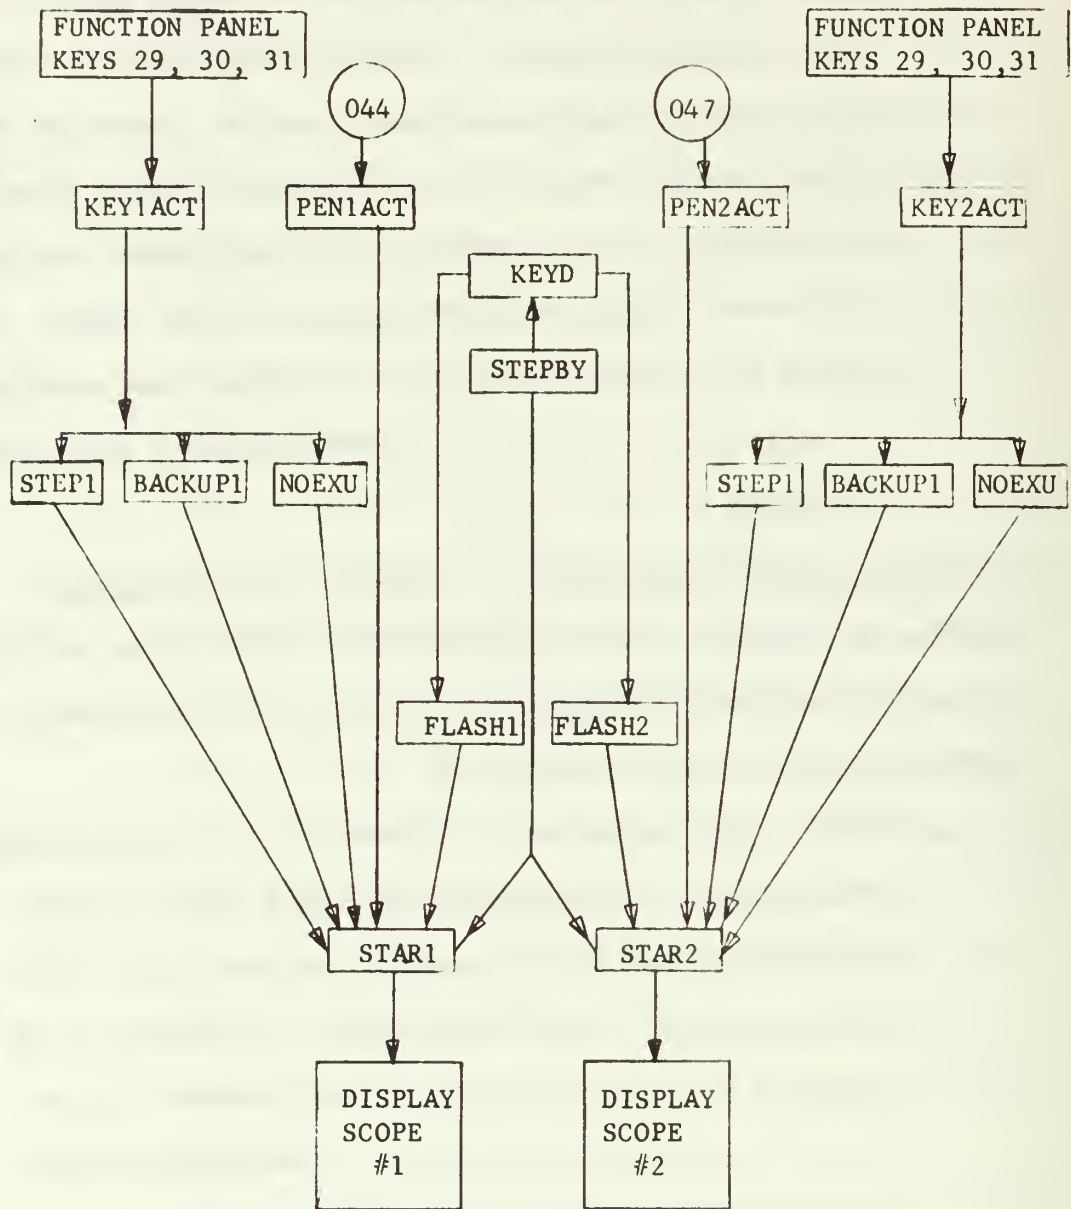 FUNCTION PANEL
KEYS 29, 30, 31
FUNCTION PANEL
KEYS 29, 30,31
044
047
KEY1ACT
PEN1ACT
PEN2ACT
KEY2ACT
KEYD
STEPBY
STEP1
BACKUP1
NOEXU
STEP1
BACKUP1
NOEXU
FLASH1
FLASH2
STAR1
STAR2
DISPLAY
SCOPE
#1
DISPLAY
SCOPE
#2